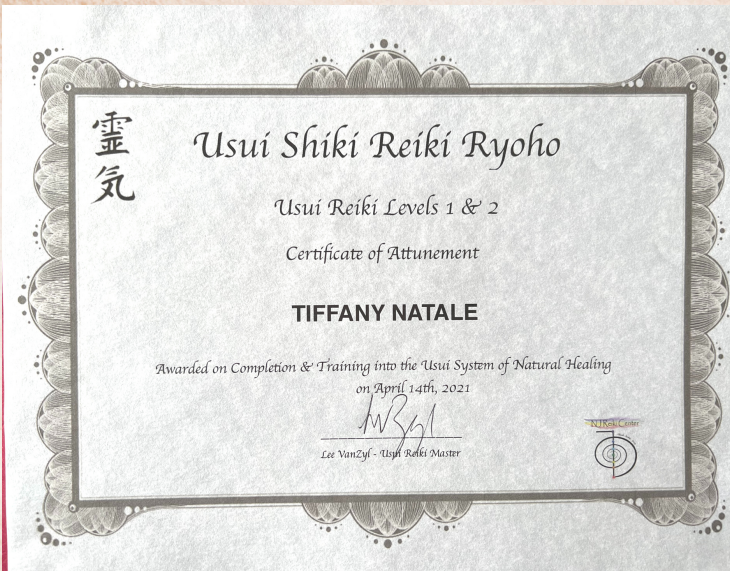 靈
気
Usui Shiki Reiki Ryoho
Usui Reiki Levels 1 & 2
Certificate of Attunement
TIFFANY NATALE
Awarded on Completion & Training into the Usui System of Natural Healing
on April 14th, 2021
Lee VanZyl - Usui Reiki Master
NJ Reiki Center